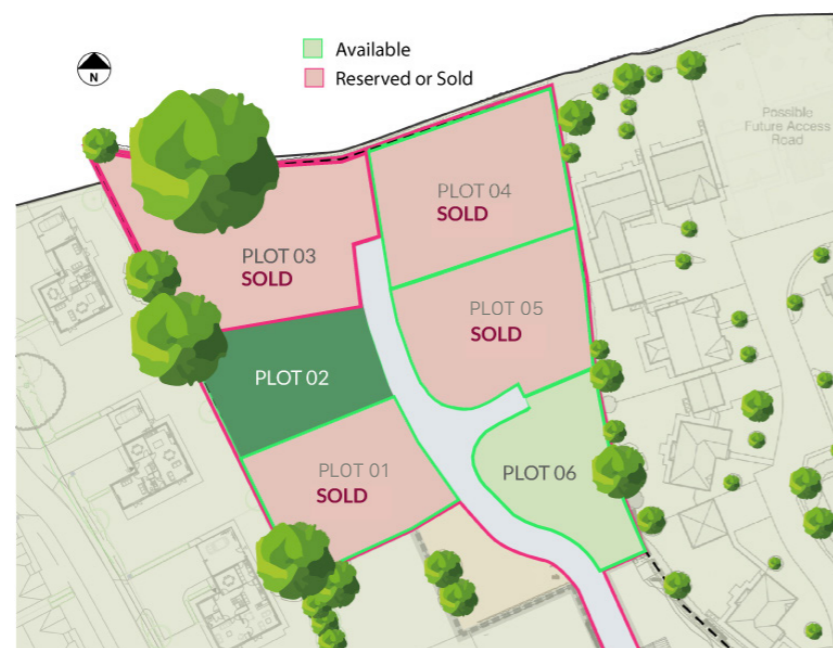 Available
Reserved or Sold
N
Possible
Future Access
Road
PLOT 04
SOLD
PLOT 03
SOLD
PLOT 05
SOLD
PLOT 02
PLOT 01
SOLD
PLOT 06